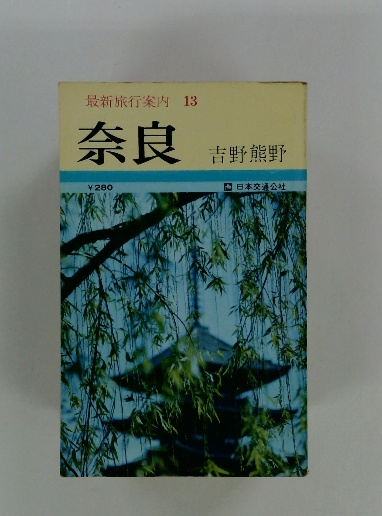 最新旅行案内 13
奈良 吉野熊野
¥280 日本交通公社